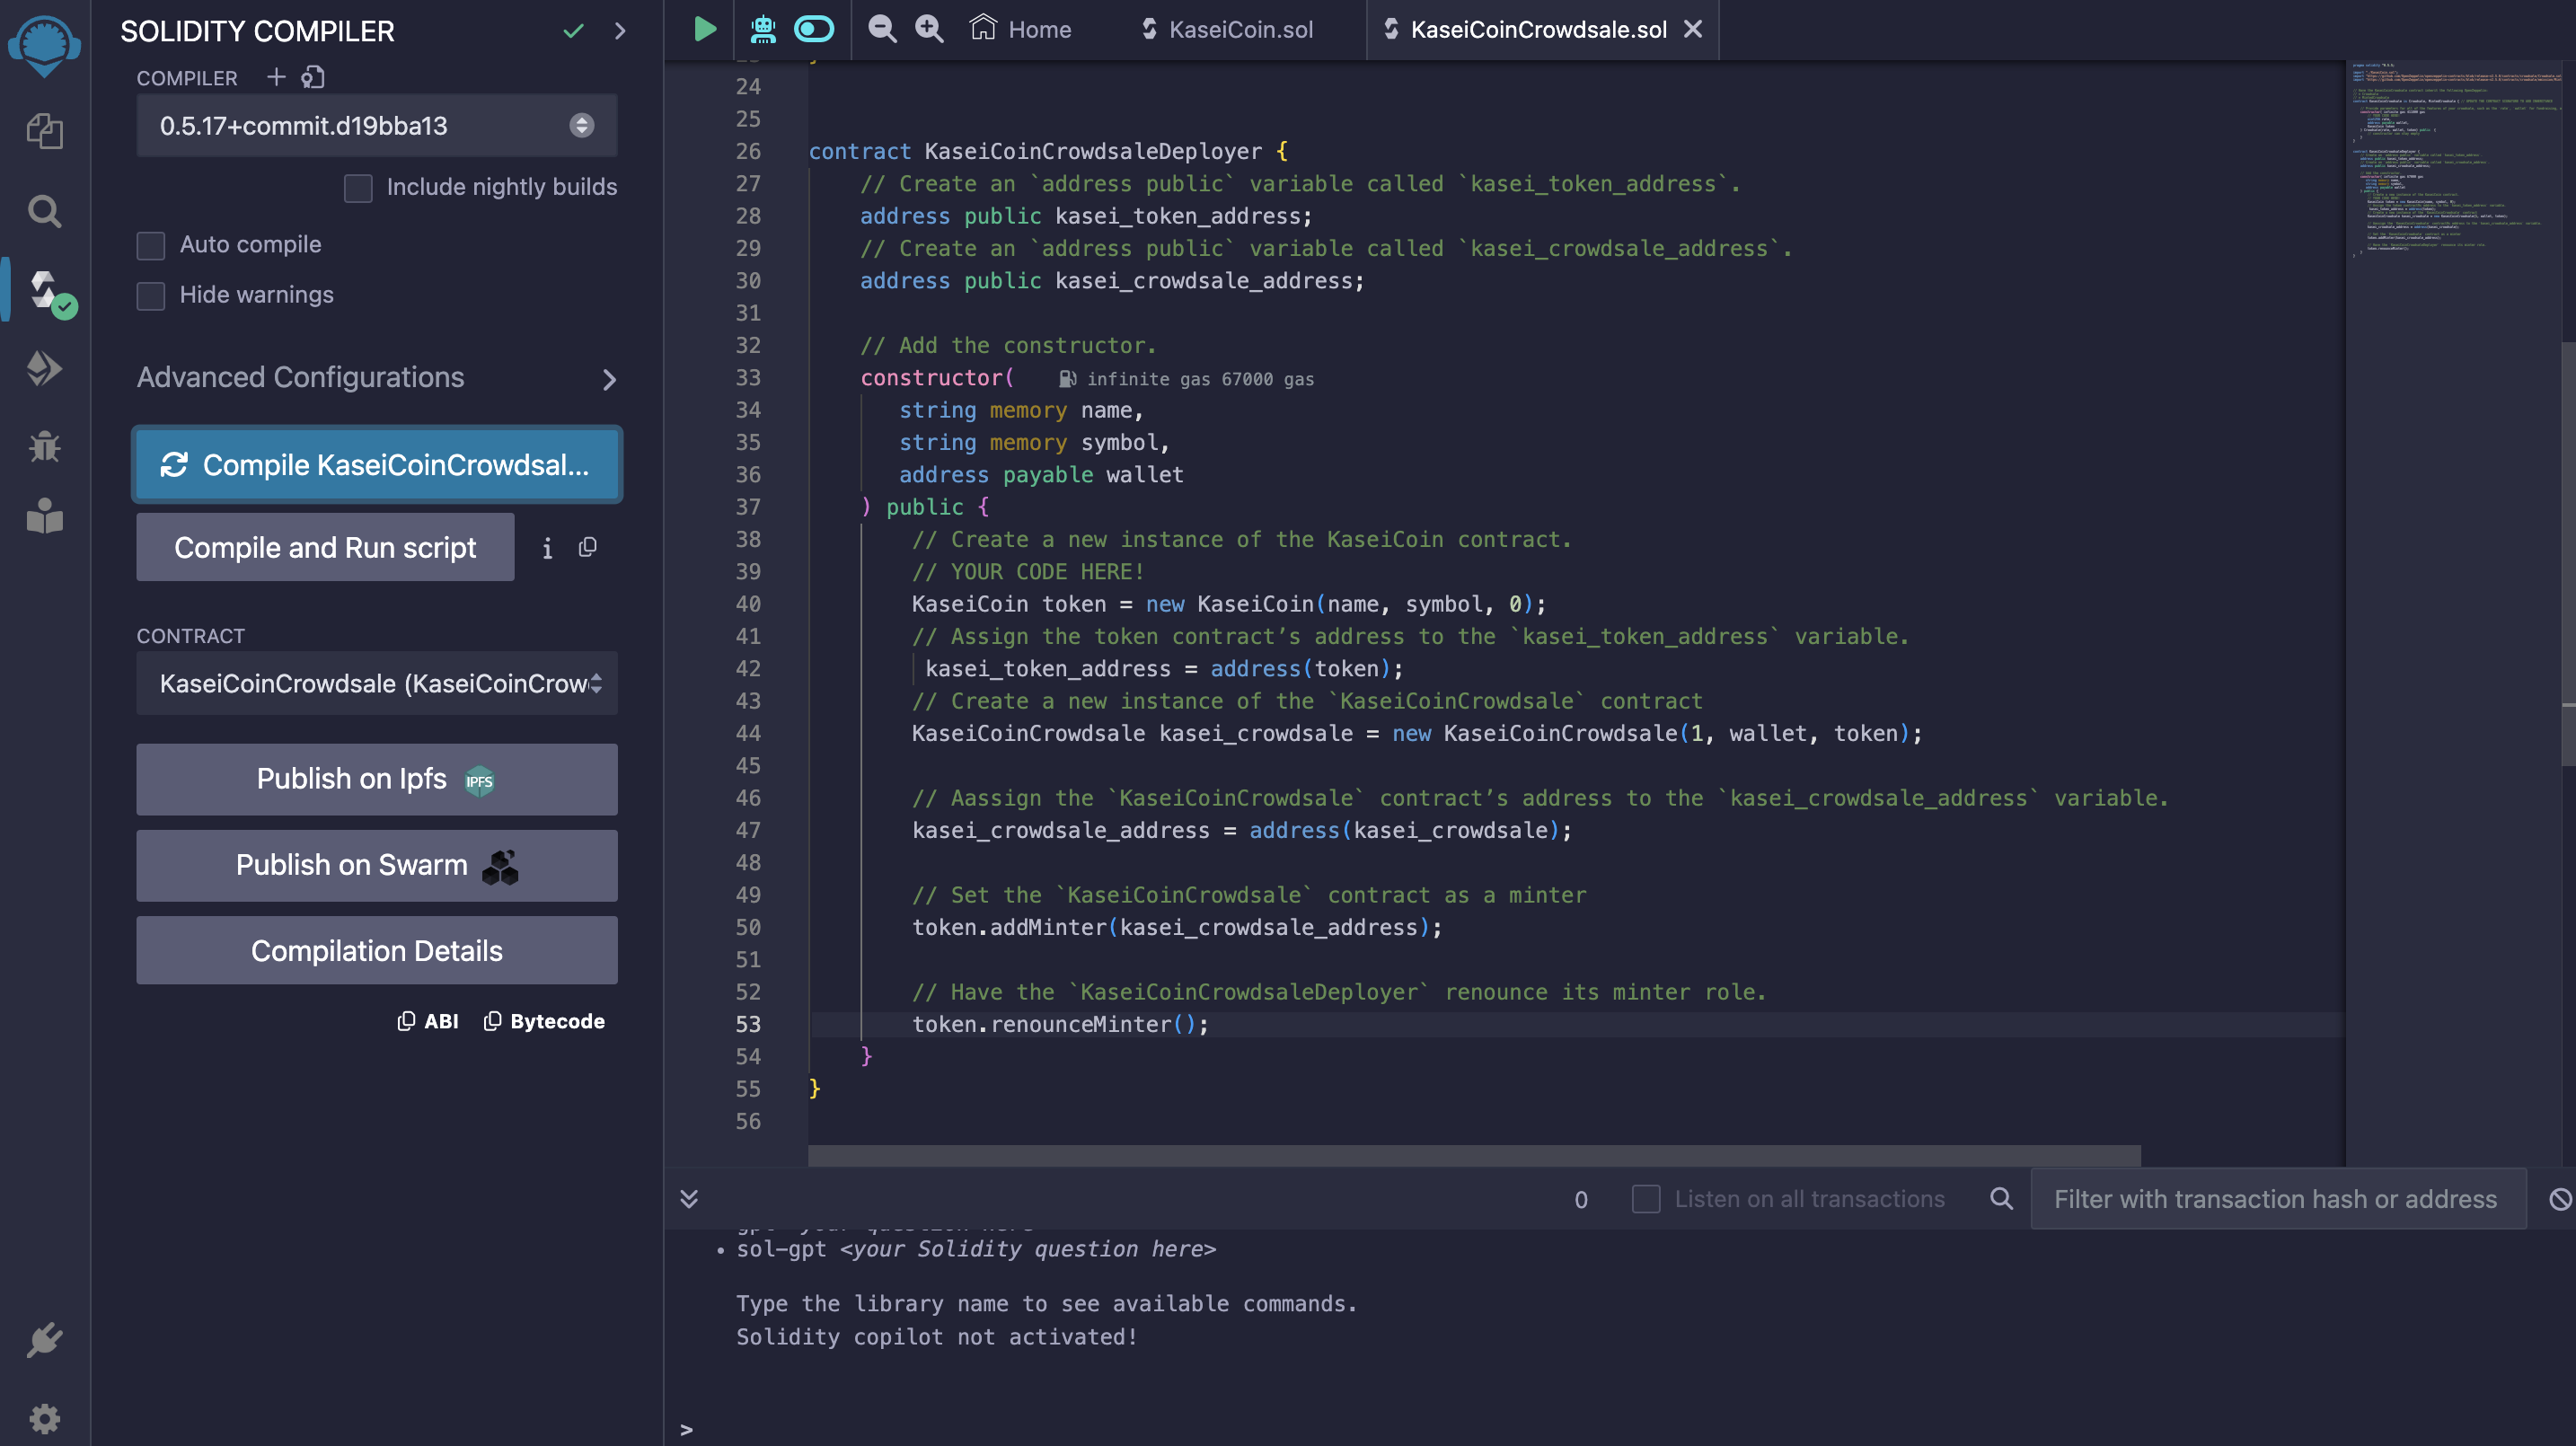 SOLIDITY COMPILER
COMPILER
0.5.17+commit.d19bba13
Include nightly builds
Auto compile
Hide warnings
Advanced Configurations
Compile KaseiCoinCrowdsal...
Compile and Run script
CONTRACT
KaseiCoinCrowdsale (KaseiCoinCrow
Publish on Ipfs IPFS
Publish on Swarm
Compilation Details
ABI Bytecode
Home KaseiCoin.sol KaseiCoinCrowdsale.sol
24
25
26 contract KaseiCoinCrowdsaleDeployer {
27 // Create an `address public` variable called `kasei_token_address`.
28 address public kasei_token_address;
29 // Create an `address public` variable called `kasei_crowdsale_address`.
30 address public kasei_crowdsale_address;
31
32 // Add the constructor.
33 constructor( infinite gas 67000 gas
34 string memory name,
35 string memory symbol,
36 address payable wallet
37 ) public {
38 // Create a new instance of the KaseiCoin contract.
39 // YOUR CODE HERE!
40 KaseiCoin token = new KaseiCoin(name, symbol, 0);
41 // Assign the token contract’s address to the `kasei_token_address` variable.
42 kasei_token_address = address(token);
43 // Create a new instance of the `KaseiCoinCrowdsale` contract
44 KaseiCoinCrowdsale kasei_crowdsale = new KaseiCoinCrowdsale(1, wallet, token);
45
46 // Aassign the `KaseiCoinCrowdsale` contract’s address to the `kasei_crowdsale_address` variable.
47 kasei_crowdsale_address = address(kasei_crowdsale);
48
49 // Set the `KaseiCoinCrowdsale` contract as a minter
50 token.addMinter(kasei_crowdsale_address);
51
52 // Have the `KaseiCoinCrowdsaleDeployer` renounce its minter role.
53 token.renounceMinter();
54 }
55 }
56
0 Listen on all transactions Filter with transaction hash or address
• sol-gpt <your Solidity question here>
Type the library name to see available commands.
Solidity copilot not activated!
>